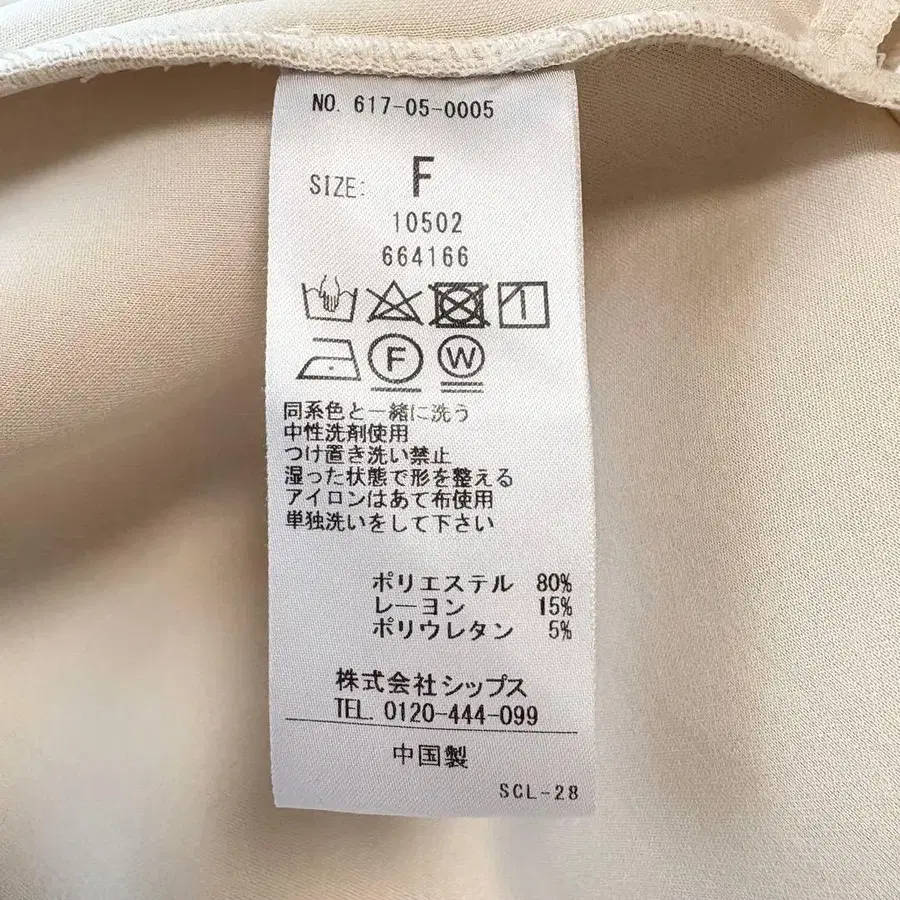 NO. 617-05-0005
SIZE: F
10502
664166
F W
同系色と一緒に洗う
中性洗剤使用
つけ置き洗い禁止
湿った状態で形を整える
アイロンはあて布使用
単独洗いをして下さい
ポリエステル 80%
レーヨン 15%
ポリウレタン 5%
株式会社シップス
TEL. 0120-444-099
中国製
SCL-28